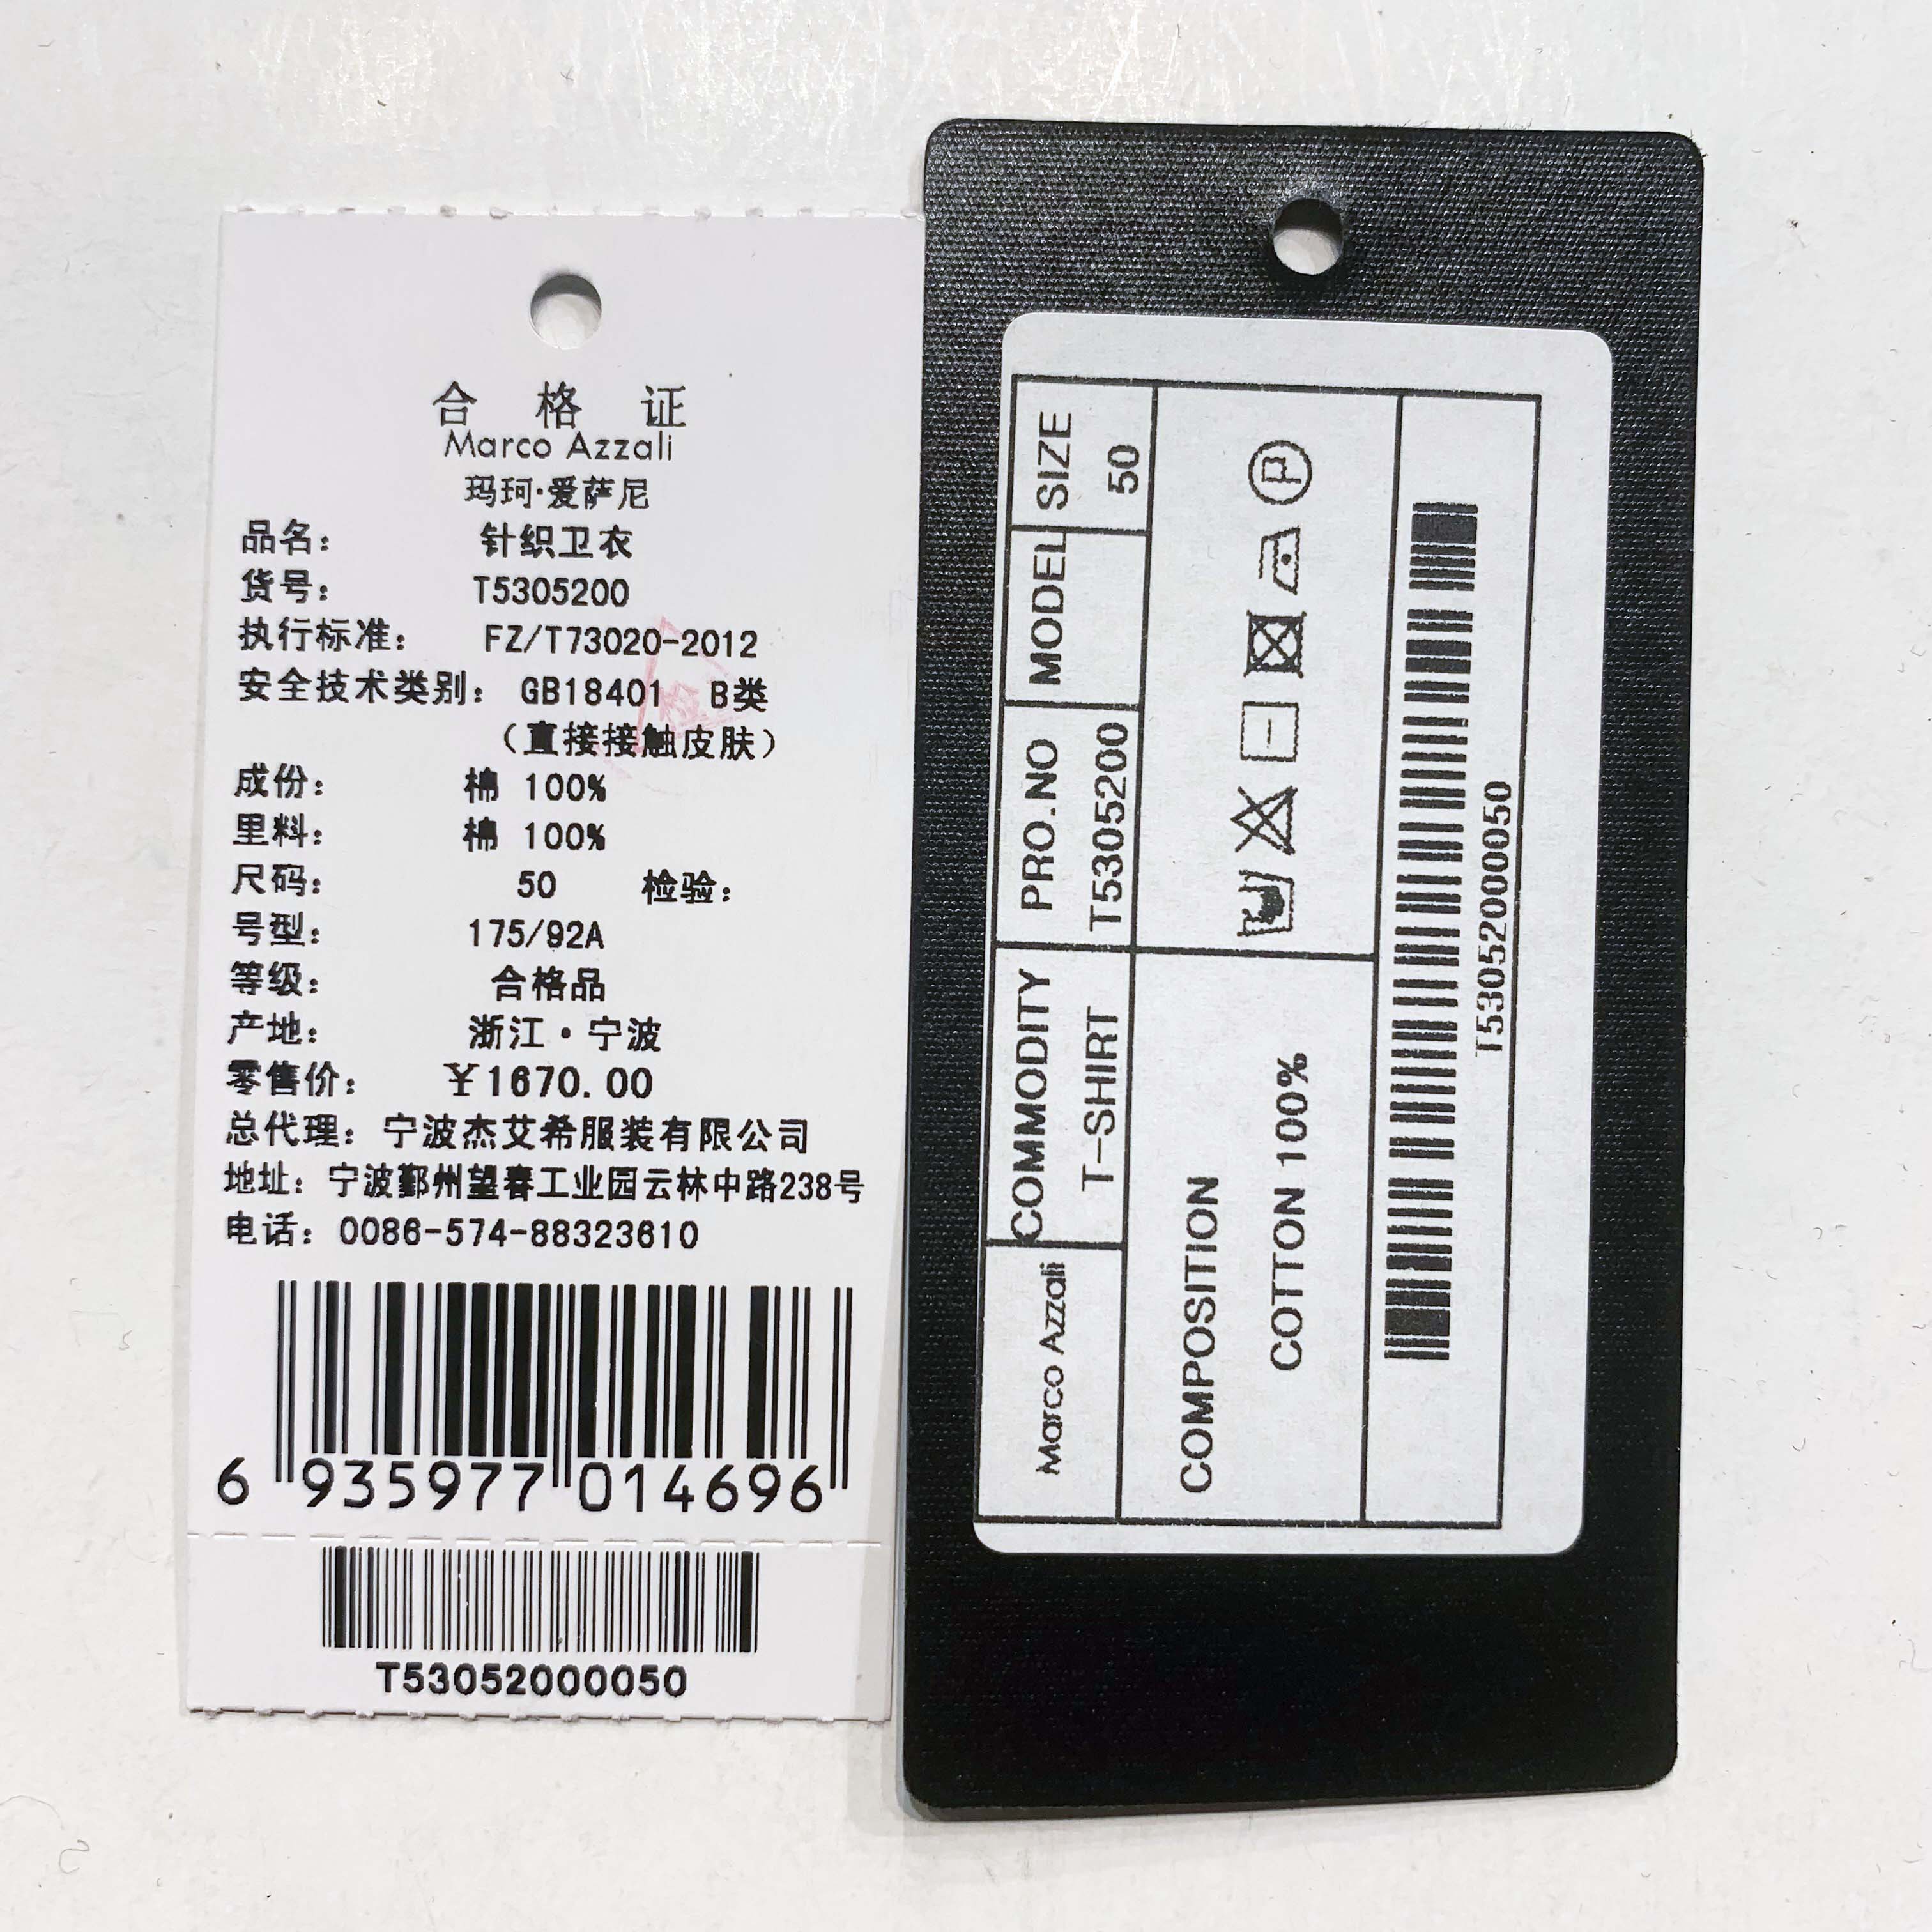 合 格 证
Marco Azzali
玛珂·爱萨尼
品名： 针织卫衣
货号： T5305200
执行标准： FZ/T73020-2012
安全技术类别： GB18401 B类
（直接接触皮肤）
成份： 棉 100%
里料： 棉 100%
尺码： 50 检验：
号型： 175/92A
等级： 合格品
产地： 浙江·宁波
零售价： ￥1670.00
总代理：宁波杰艾希服装有限公司
地址：宁波鄞州望春工业园云林中路238号
电话：0086-574-88323610
6 935977 014696
T53052000050
Marco Azzali COMMODITY PRO.NO MODEL SIZE
T-SHIRT T5305200 50
COMPOSITION
COTTON 100%
T53052000050